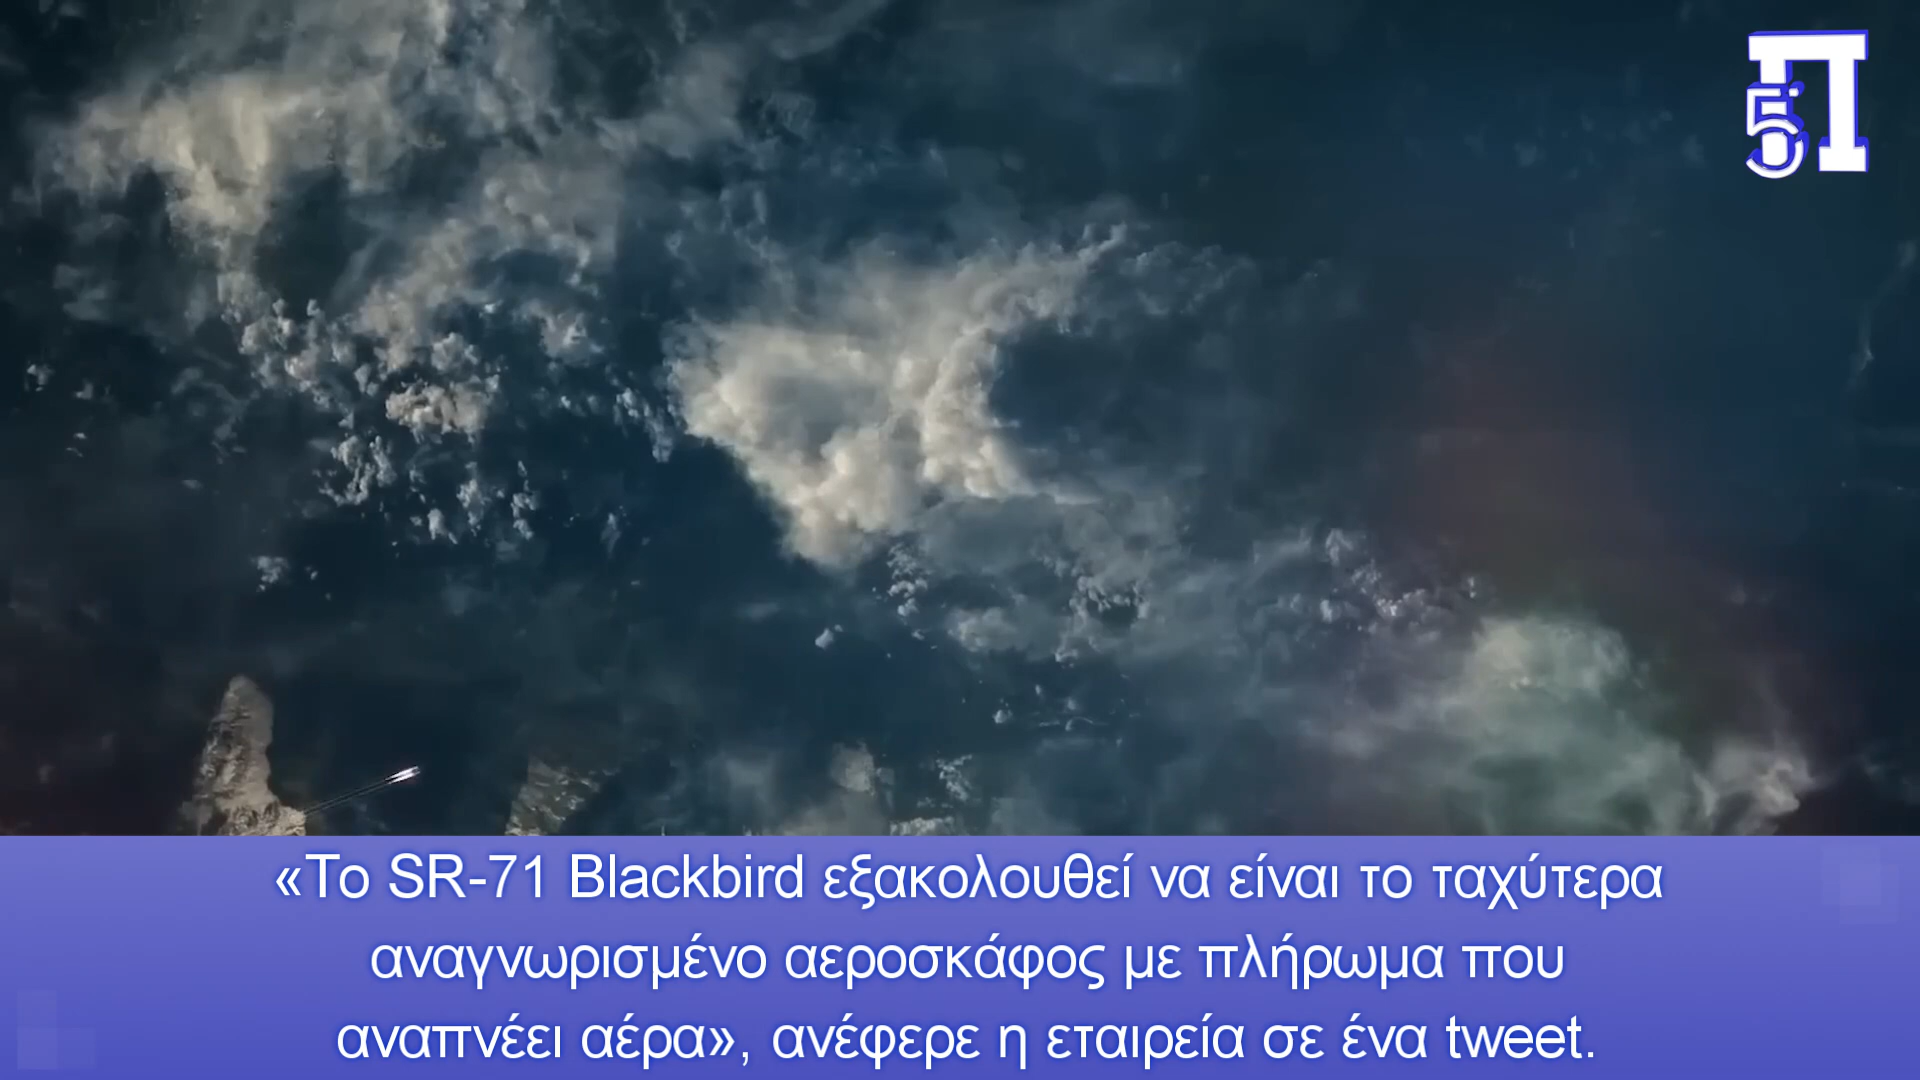 5Π
«Το SR-71 Blackbird εξακολουθεί να είναι το ταχύτερα
αναγνωρισμένο αεροσκάφος με πλήρωμα που
αναπνέει αέρα», ανέφερε η εταιρεία σε ένα tweet.